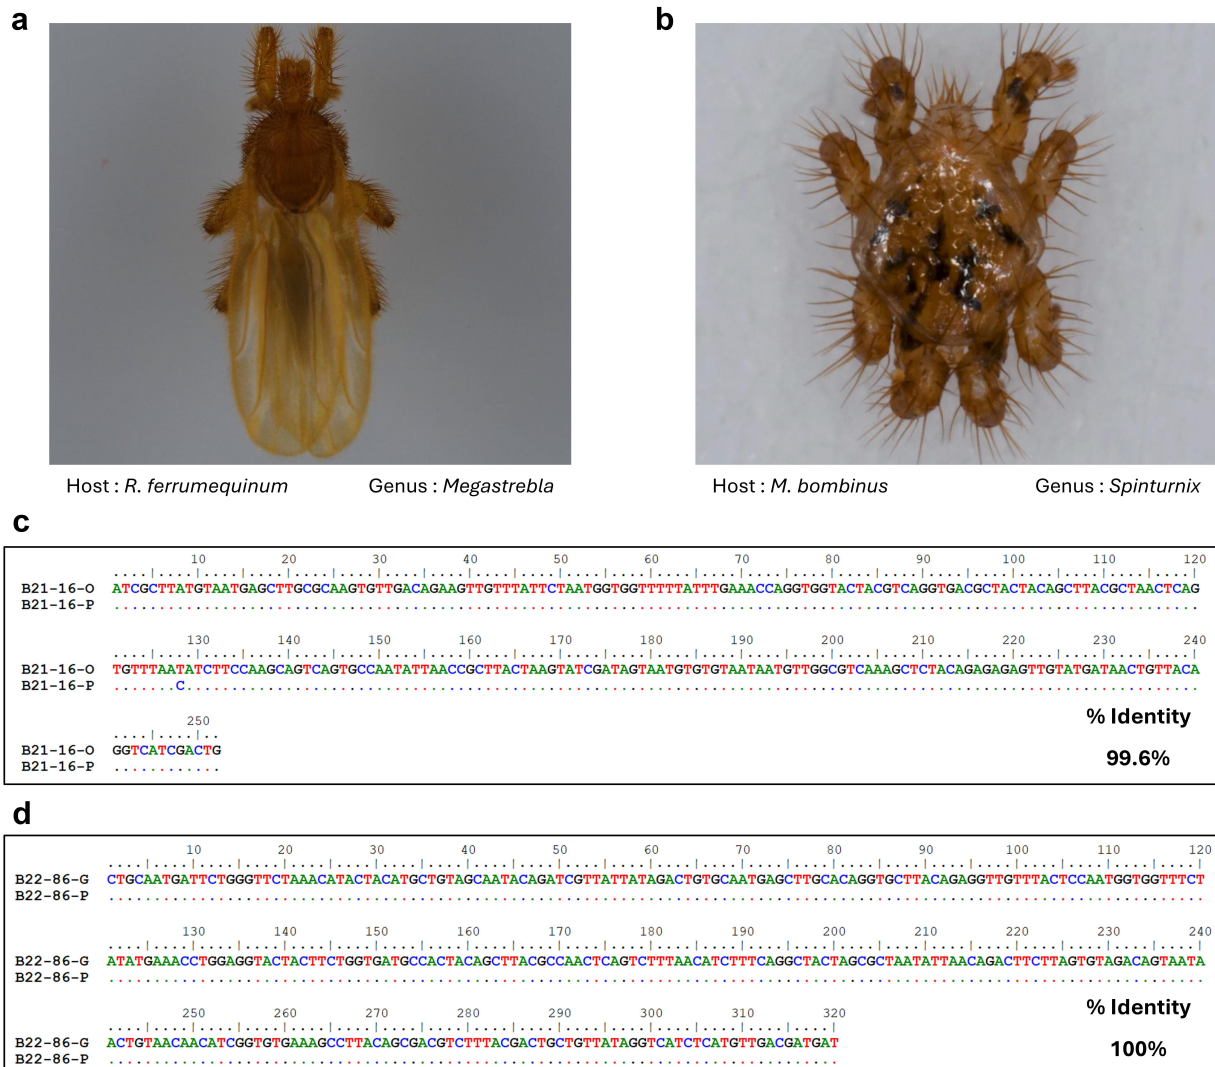 a
b
Host : R. ferrumequinum Genus : Megastrebla
Host : M. bombinus Genus : Spinturnix
c
10 20 30 40 50 60 70 80 90 100 110 120
B21-16-O ATCGCTTATGTAATGAGCTTGCGCAAGTGTTGACAGAAGTTGTTTATTCTAATGGTGGTTTTTATTTGAAACCAGGTGGTACTACGTCAGGTGACGCTACTACAGCTTACGCTAACTCAG
B21-16-P
130 140 150 160 170 180 190 200 210 220 230 240
B21-16-O TGTTTAATATCTTCCAAGCAGTCAGTGCCAATATTAACCGCTTACTAAGTATCGATAGTAATGTGTGTAATAATGTTGGCGTCAAAGCTCTACAGAGAGAGTTGTATGATAACTGTTACA
B21-16-P .......C
250
B21-16-O GGTCATCGACTG
B21-16-P
% Identity
99.6%
d
10 20 30 40 50 60 70 80 90 100 110 120
B22-86-G CTGCAATGATTCTGGGTTCTAAACATACTACATGCTGTAGCAATACAGATCGTTATTATAGACTGTGCAATGAGCTTGCACAGGTGCTTACAGAGGTTGTTTACTCCAATGGTGGTTTCT
B22-86-P
130 140 150 160 170 180 190 200 210 220 230 240
B22-86-G ATATGAAACCTGGAGGTACTACTTCTGGTGATGCCACTACAGCTTACGCCAACTCAGTCTTTAACATCTTTCAGGCTACTAGCGCTAATATTAACAGACTTCTTAGTGTAGACAGTAATA
B22-86-P
250 260 270 280 290 300 310 320
B22-86-G ACTGTAACAACATCGGTGTGAAAGCCTTACAGCGACGTCTTTACGACTGCTGTTATAGGTCATCTCATGTTGACGATGAT
B22-86-P
% Identity
100%